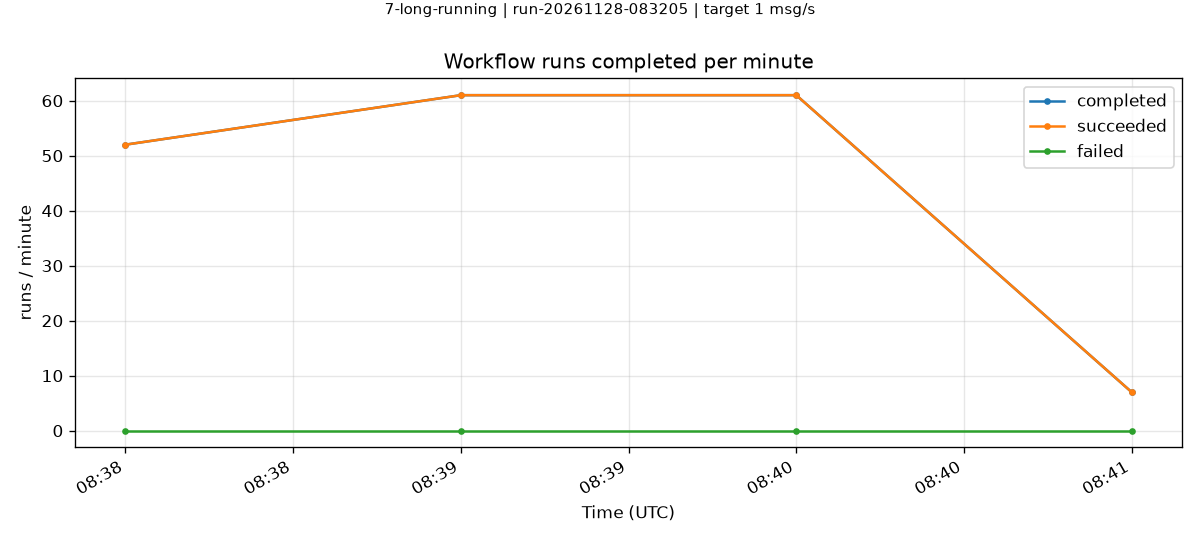 7-long-running | run-20261128-083205 | target 1 msg/s
Workflow runs completed per minute
completed
succeeded
failed
runs / minute
60
50
40
30
20
10
0
08:38
08:38
08:39
08:39
08:40
08:40
08:41
Time (UTC)